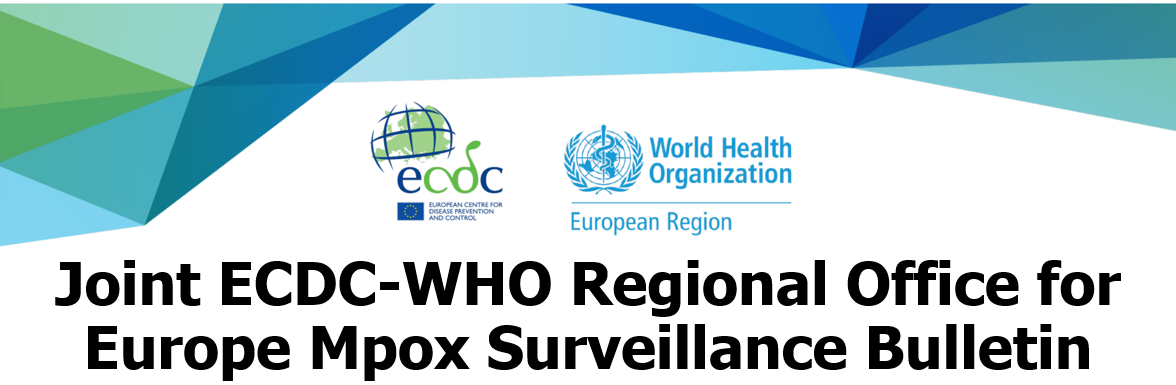 ecdc
EUROPEAN CENTRE FOR
DISEASE PREVENTION
AND CONTROL
World Health
Organization
European Region
Joint ECDC-WHO Regional Office for
Europe Mpox Surveillance Bulletin